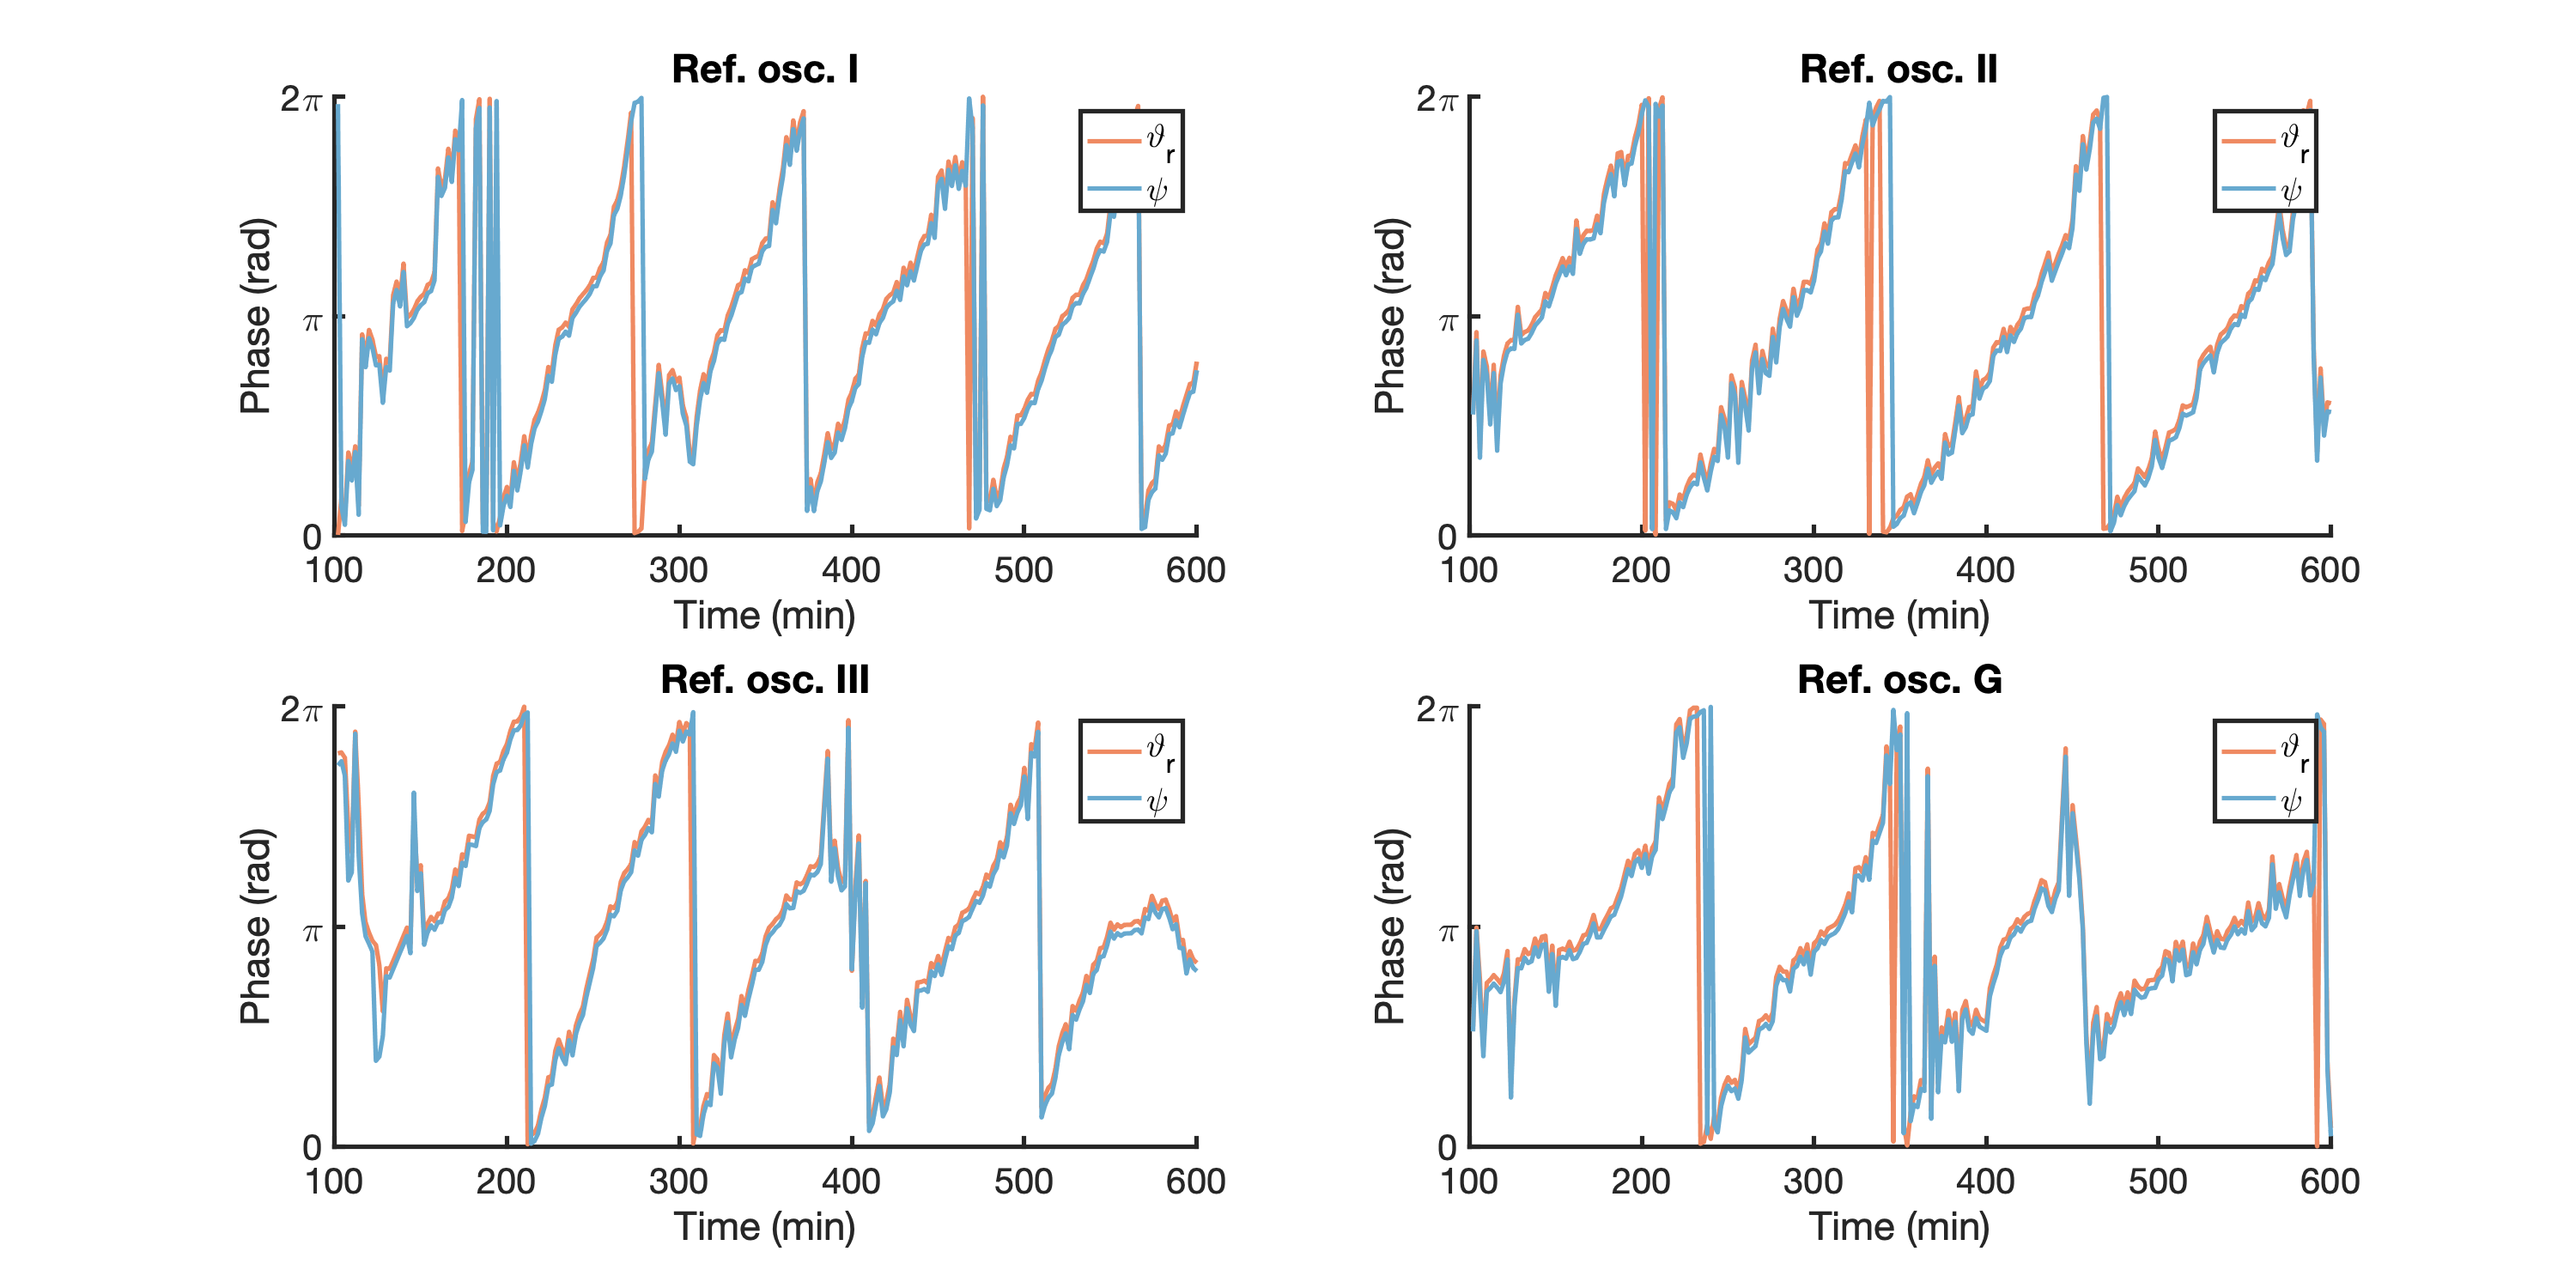 Ref. osc. I
2π
π
0
Phase (rad)
ϑr
ψ
100 200 300 400 500 600
Time (min)
Ref. osc. II
2π
π
0
Phase (rad)
ϑr
ψ
100 200 300 400 500 600
Time (min)
Ref. osc. III
2π
π
0
Phase (rad)
ϑr
ψ
100 200 300 400 500 600
Time (min)
Ref. osc. G
2π
π
0
Phase (rad)
ϑr
ψ
100 200 300 400 500 600
Time (min)